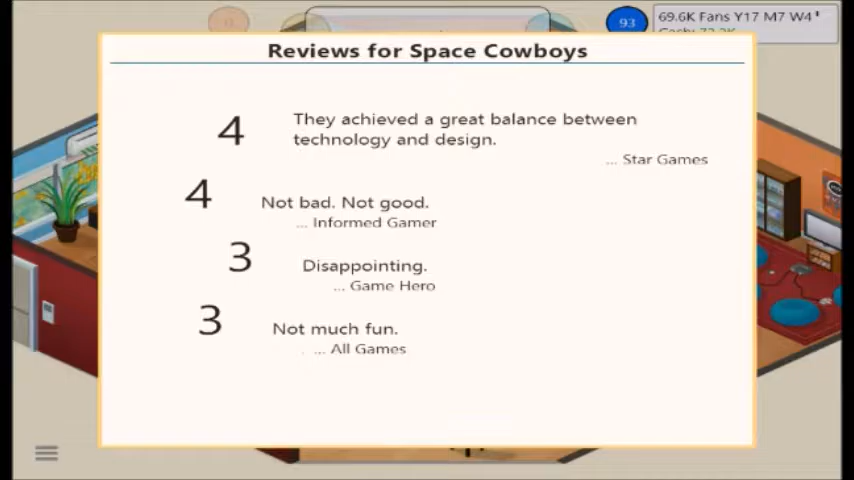 93
69.6K Fans Y17 M7 W4
Reviews for Space Cowboys
4
They achieved a great balance between
technology and design.
... Star Games
4
Not bad. Not good.
... Informed Gamer
3
Disappointing.
... Game Hero
3
Not much fun.
... All Games